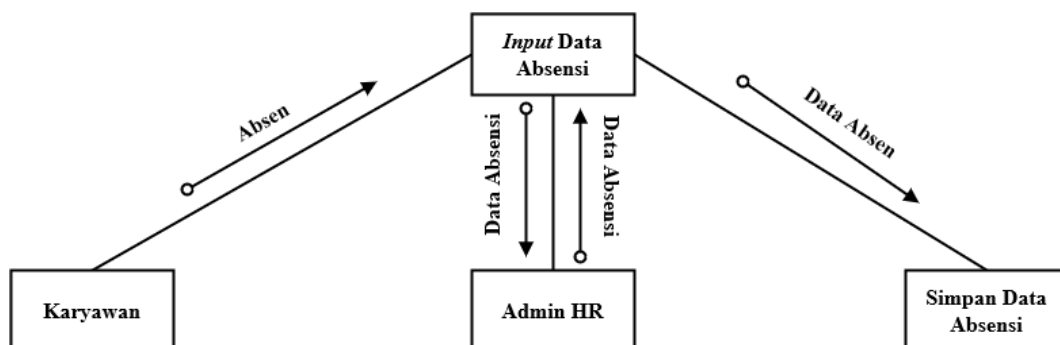 Input Data
Absensi
Absen
Data Absensi
Data Absensi
Data Absen
Karyawan
Admin HR
Simpan Data
Absensi